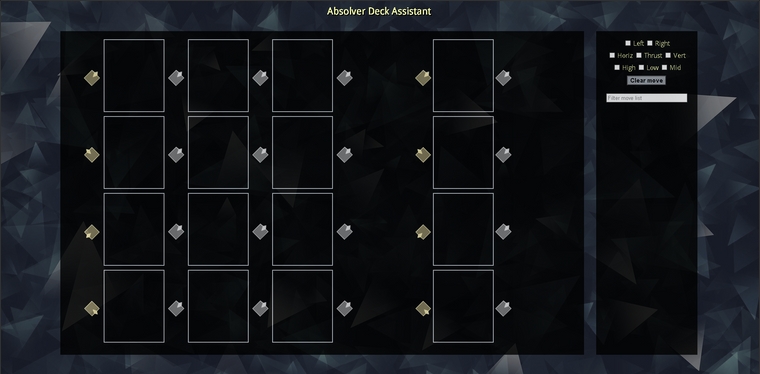 Absolver Deck Assistant
Left Right
Horiz Thrust Vert
High Low Mid
Clear move
Filter move list